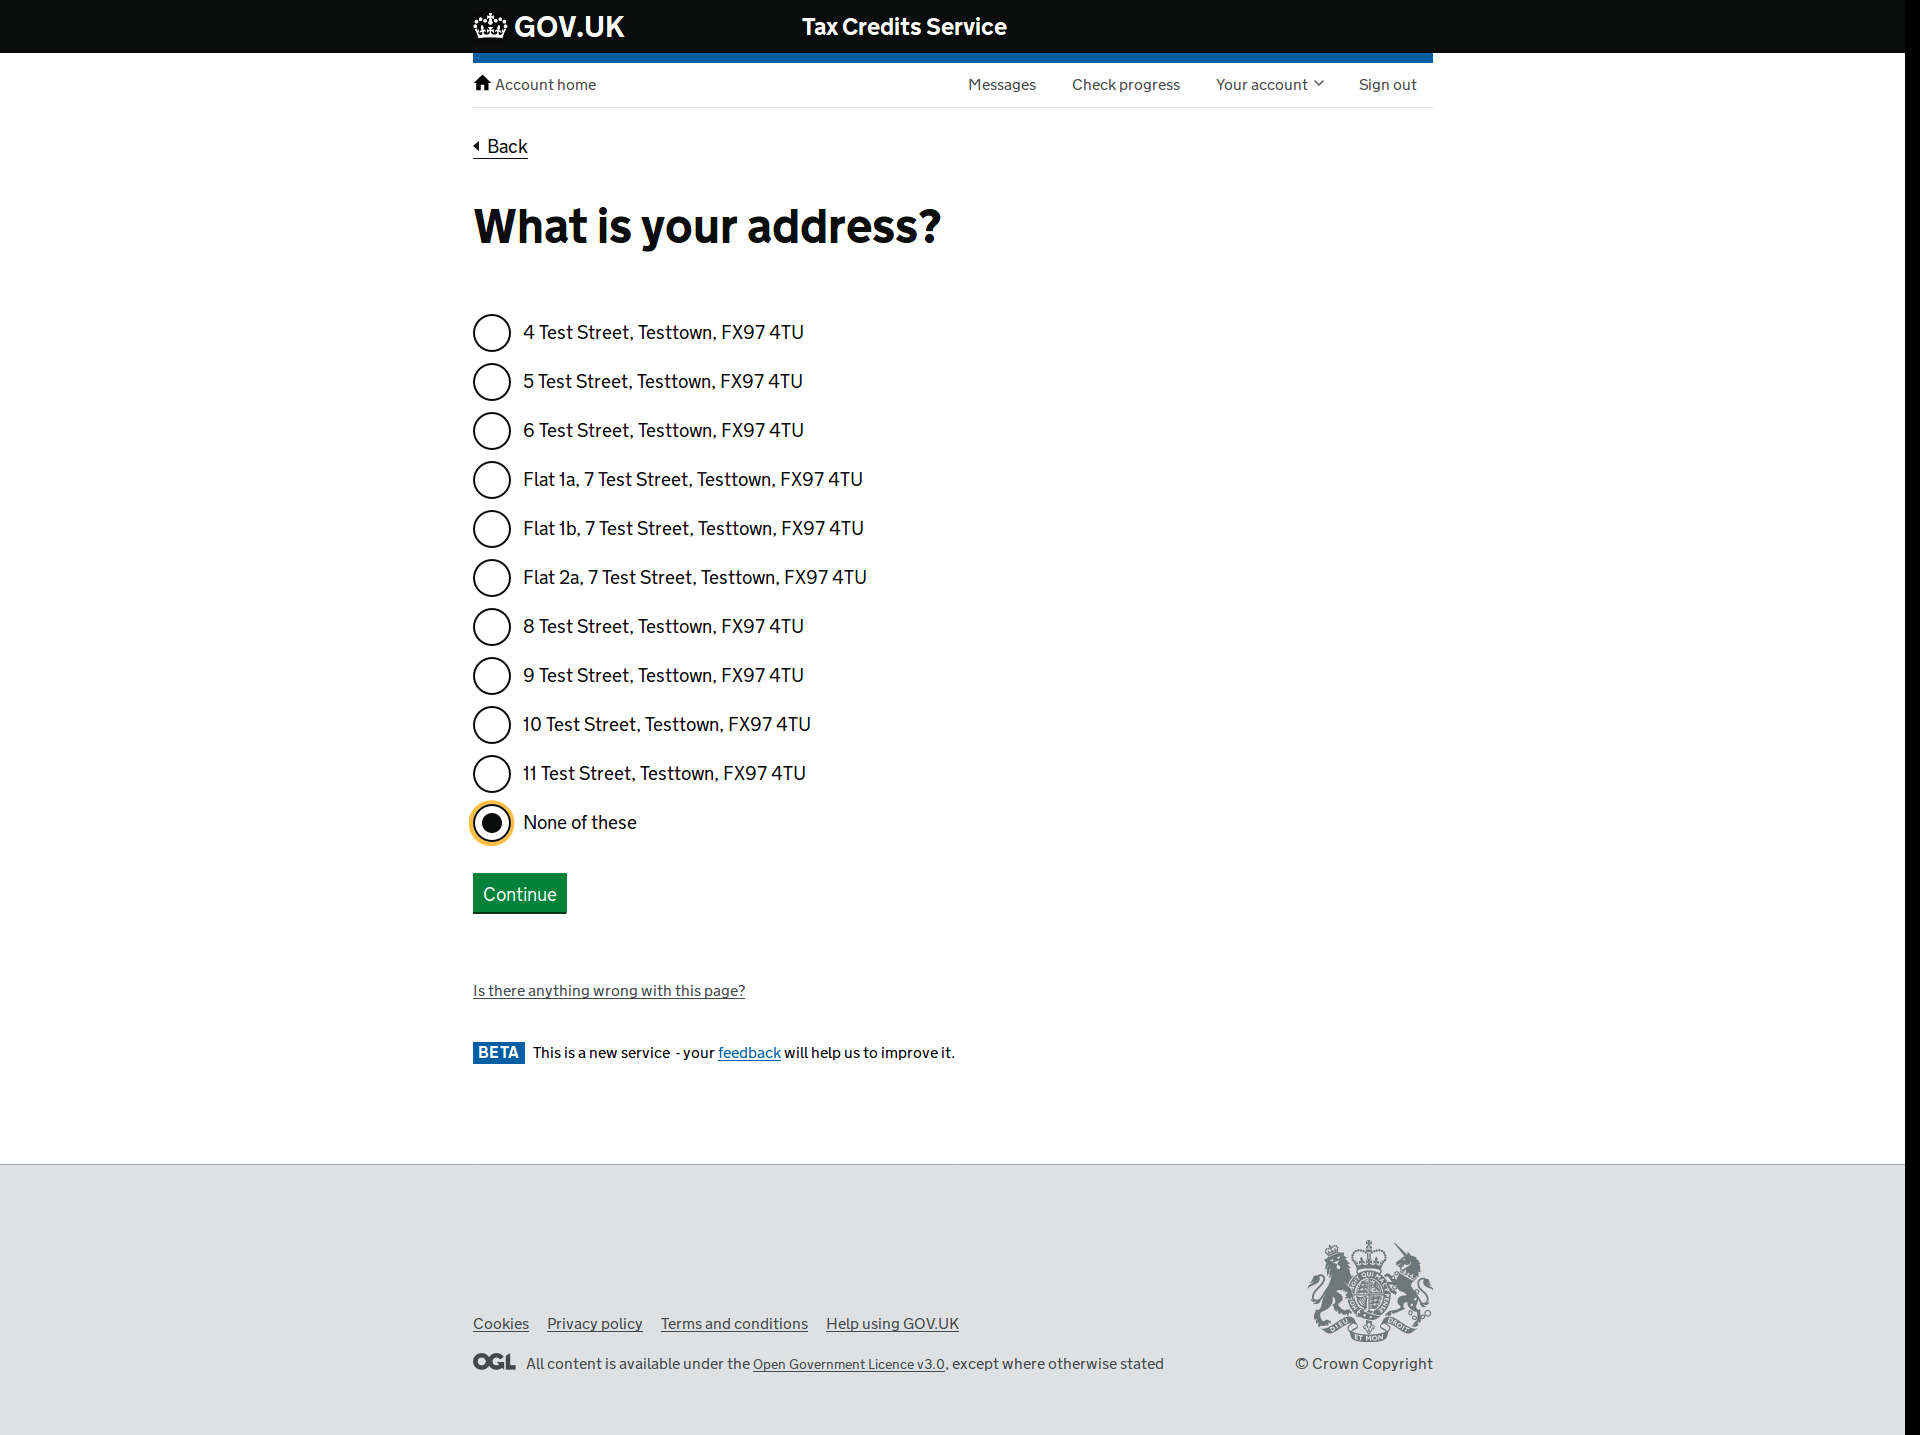 GOV.UK
Tax Credits Service
Account home
Messages
Check progress
Your account
Sign out
Back
What is your address?
4 Test Street, Testtown, FX97 4TU
5 Test Street, Testtown, FX97 4TU
6 Test Street, Testtown, FX97 4TU
Flat 1a, 7 Test Street, Testtown, FX97 4TU
Flat 1b, 7 Test Street, Testtown, FX97 4TU
Flat 2a, 7 Test Street, Testtown, FX97 4TU
8 Test Street, Testtown, FX97 4TU
9 Test Street, Testtown, FX97 4TU
10 Test Street, Testtown, FX97 4TU
11 Test Street, Testtown, FX97 4TU
None of these
Continue
Is there anything wrong with this page?
BETA This is a new service - your feedback will help us to improve it.
Cookies Privacy policy Terms and conditions Help using GOV.UK
DIEU ET MON DROIT
OGL All content is available under the Open Government Licence v3.0, except where otherwise stated
© Crown Copyright